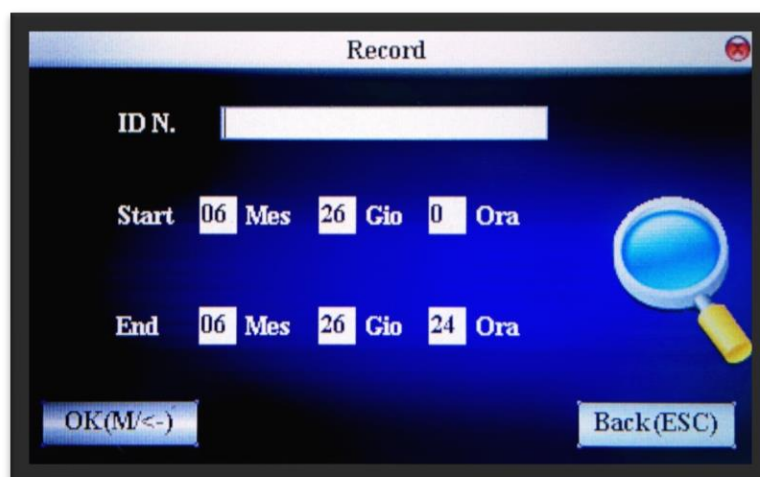 Record
ID N.
Start 06 Mes 26 Gio 0 Ora
End 06 Mes 26 Gio 24 Ora
OK(M/<-) Back(ESC)